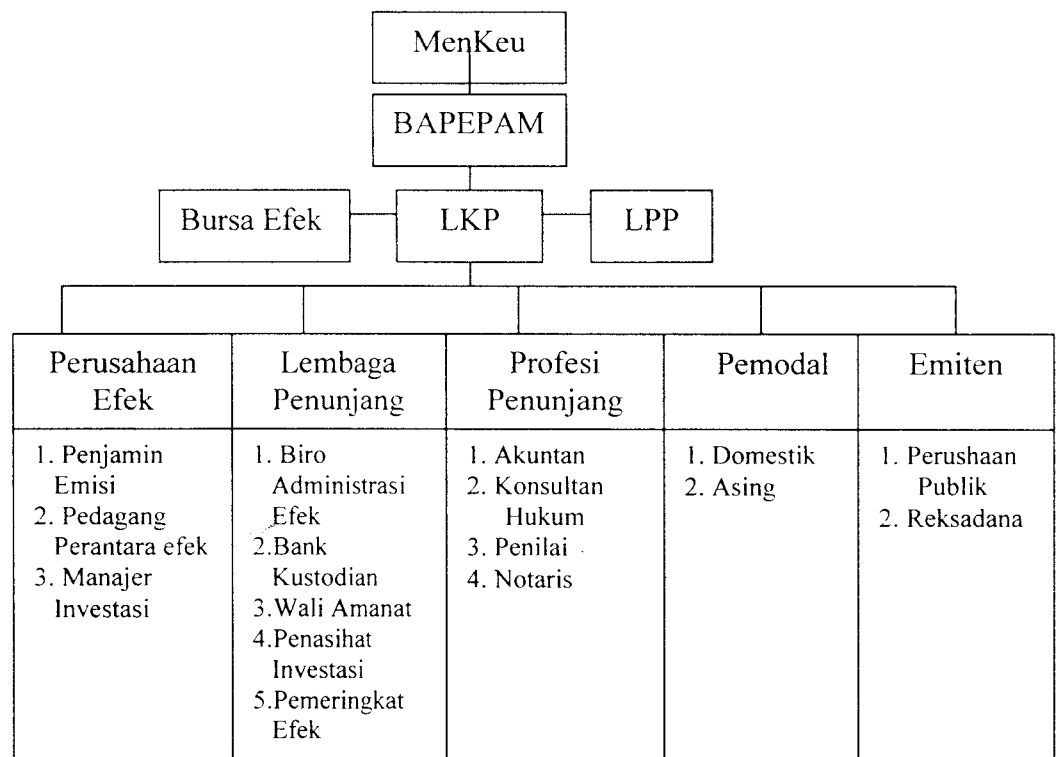 MenKeu
BAPEPAM
Bursa Efek
LKP
LPP
Perusahaan
Efek
1. Penjamin
Emisi
2. Pedagang
Perantara efek
3. Manajer
Investasi
Lembaga
Penunjang
1. Biro
Administrasi
Efek
2.Bank
Kustodian
3.Wali Amanat
4.Penasihat
Investasi
5.Pemeringkat
Efek
Profesi
Penunjang
1. Akuntan
2. Konsultan
Hukum
3. Penilai
4. Notaris
Pemodal
1. Domestik
2. Asing
Emiten
1. Perushaan
Publik
2. Reksadana